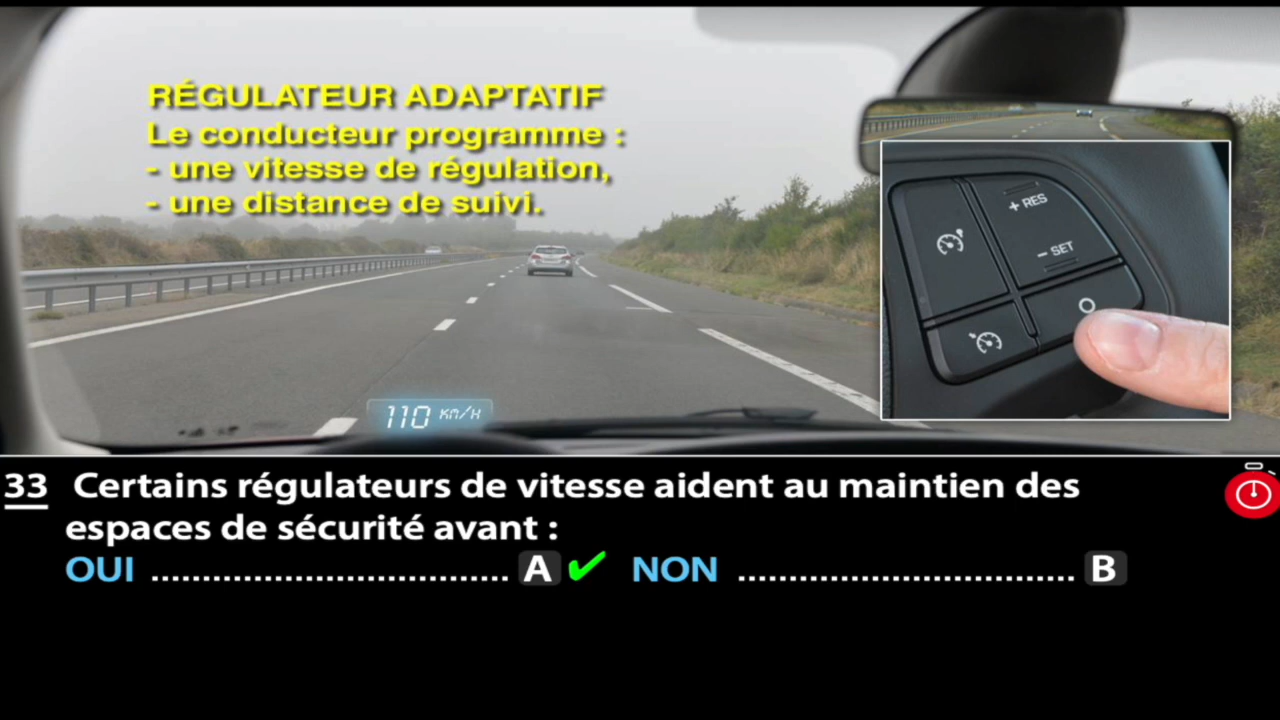 RÉGULATEUR ADAPTATIF
Le conducteur programme :
- une vitesse de régulation,
- une distance de suivi.
+ RES
- SET
O
110 KM/H
33 Certains régulateurs de vitesse aident au maintien des
espaces de sécurité avant :
OUI .................................. A ✔ NON ................................ B